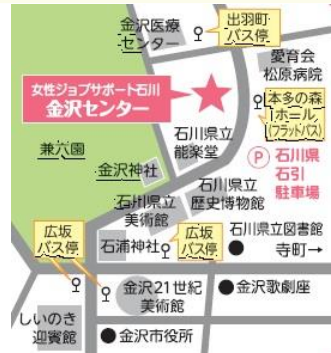 金沢医療
センター
出羽町
バス停
愛育会
松原病院
女性ジョブサポート石川
金沢センター
本多の森
ホール
(フラットバス)
石川県立
能楽堂
兼六園
P
石川県
石引
駐車場
金沢神社
石川県立
美術館
石川県立
歴史博物館
広坂
バス停
石浦神社
広坂
バス停
石川県立図書館
寺町→
金沢21世紀
美術館
金沢歌劇座
しいのき
迎賓館
金沢市役所